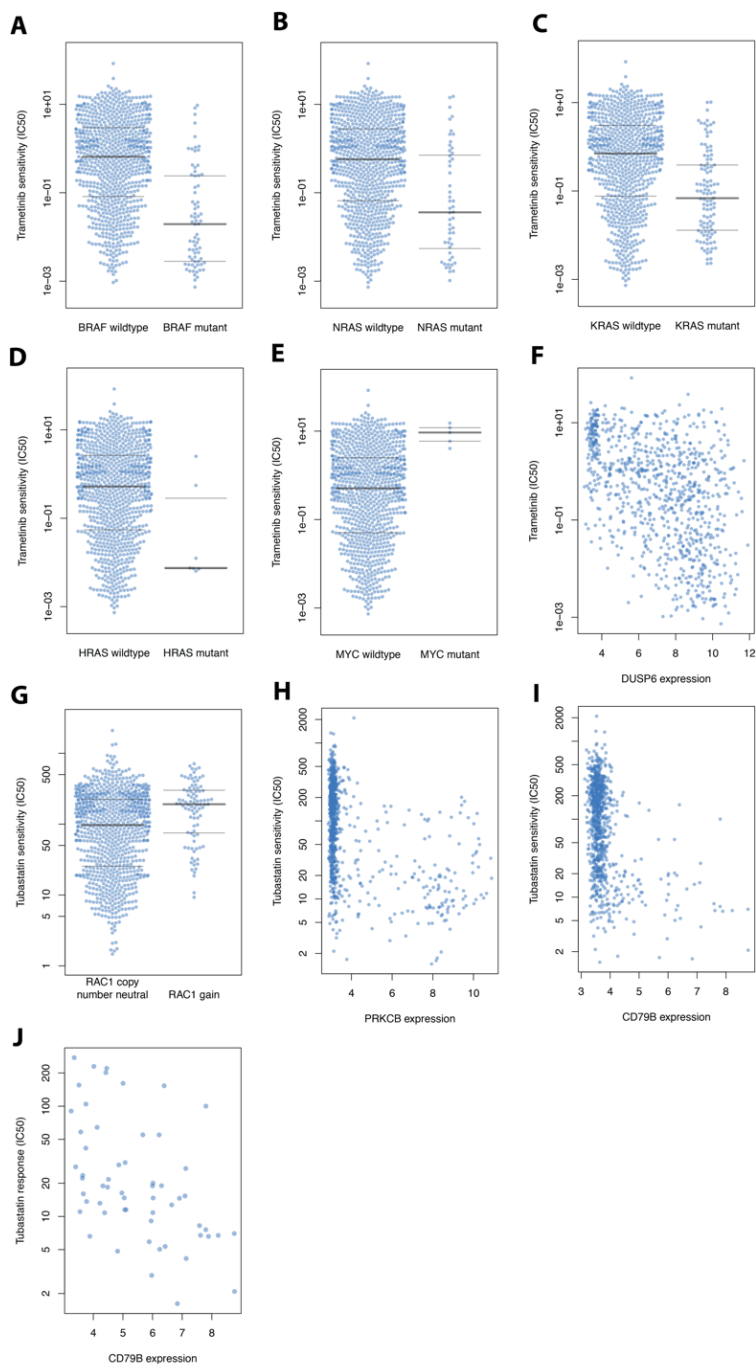 A
Trametinib sensitivity (IC50)
1e+01
1e-01
1e-03
BRAF wildtype BRAF mutant
B
Trametinib sensitivity (IC50)
1e+01
1e-01
1e-03
NRAS wildtype NRAS mutant
C
Trametinib sensitivity (IC50)
1e+01
1e-01
1e-03
KRAS wildtype KRAS mutant
D
Trametinib sensitivity (IC50)
1e+01
1e-01
1e-03
HRAS wildtype HRAS mutant
E
Trametinib sensitivity (IC50)
1e+01
1e-01
1e-03
MYC wildtype MYC mutant
F
Trametinib (IC50)
1e+01
1e-01
1e-03
4 6 8 10 12
DUSP6 expression
G
Tubastatin sensitivity (IC50)
500
50
10
5
1
RAC1 copy
number neutral
RAC1 gain
H
Tubastatin sensitivity (IC50)
2000
500
200
50
20
10
5
2
4 6 8 10
PRKCB expression
I
Tubastatin sensitivity (IC50)
2000
500
200
50
20
10
5
2
3 4 5 6 7 8
CD79B expression
J
Tubastatin response (IC50)
200
100
50
20
10
5
2
4 5 6 7 8
CD79B expression